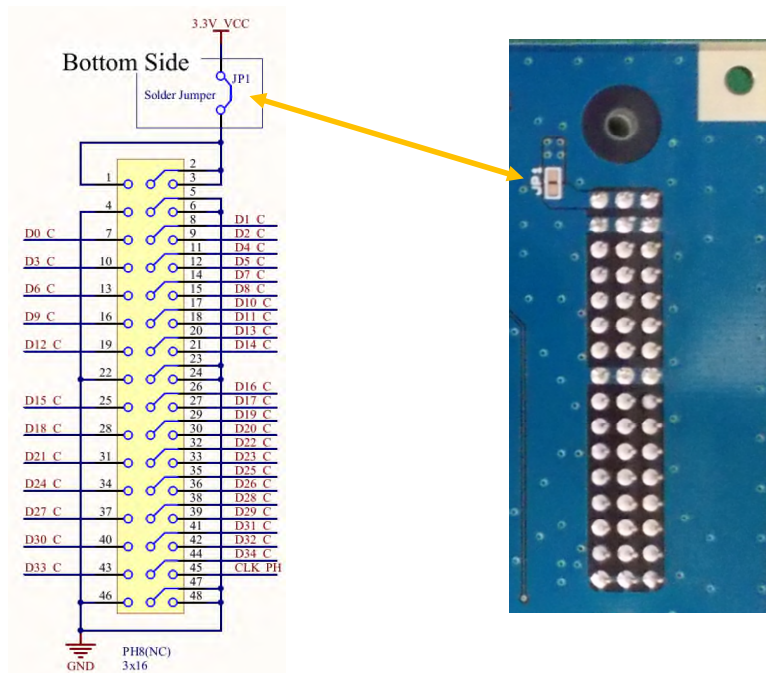 3.3V_VCC
Bottom Side
JP1
Solder Jumper
JP1
2
1 3
5
4 6
8 D1_C
D0_C 7 9 D2_C
11 D4_C
D3_C 10 12 D5_C
14 D7_C
D6_C 13 15 D8_C
17 D10_C
D9_C 16 18 D11_C
20 D13_C
D12_C 19 21 D14_C
23
22 24
26 D16_C
D15_C 25 27 D17_C
29 D19_C
D18_C 28 30 D20_C
32 D22_C
D21_C 31 33 D23_C
35 D25_C
D24_C 34 36 D26_C
38 D28_C
D27_C 37 39 D29_C
41 D31_C
D30_C 40 42 D32_C
44 D34_C
D33_C 43 45 CLK_PH
47
46 48
GND
PH8(NC)
3x16